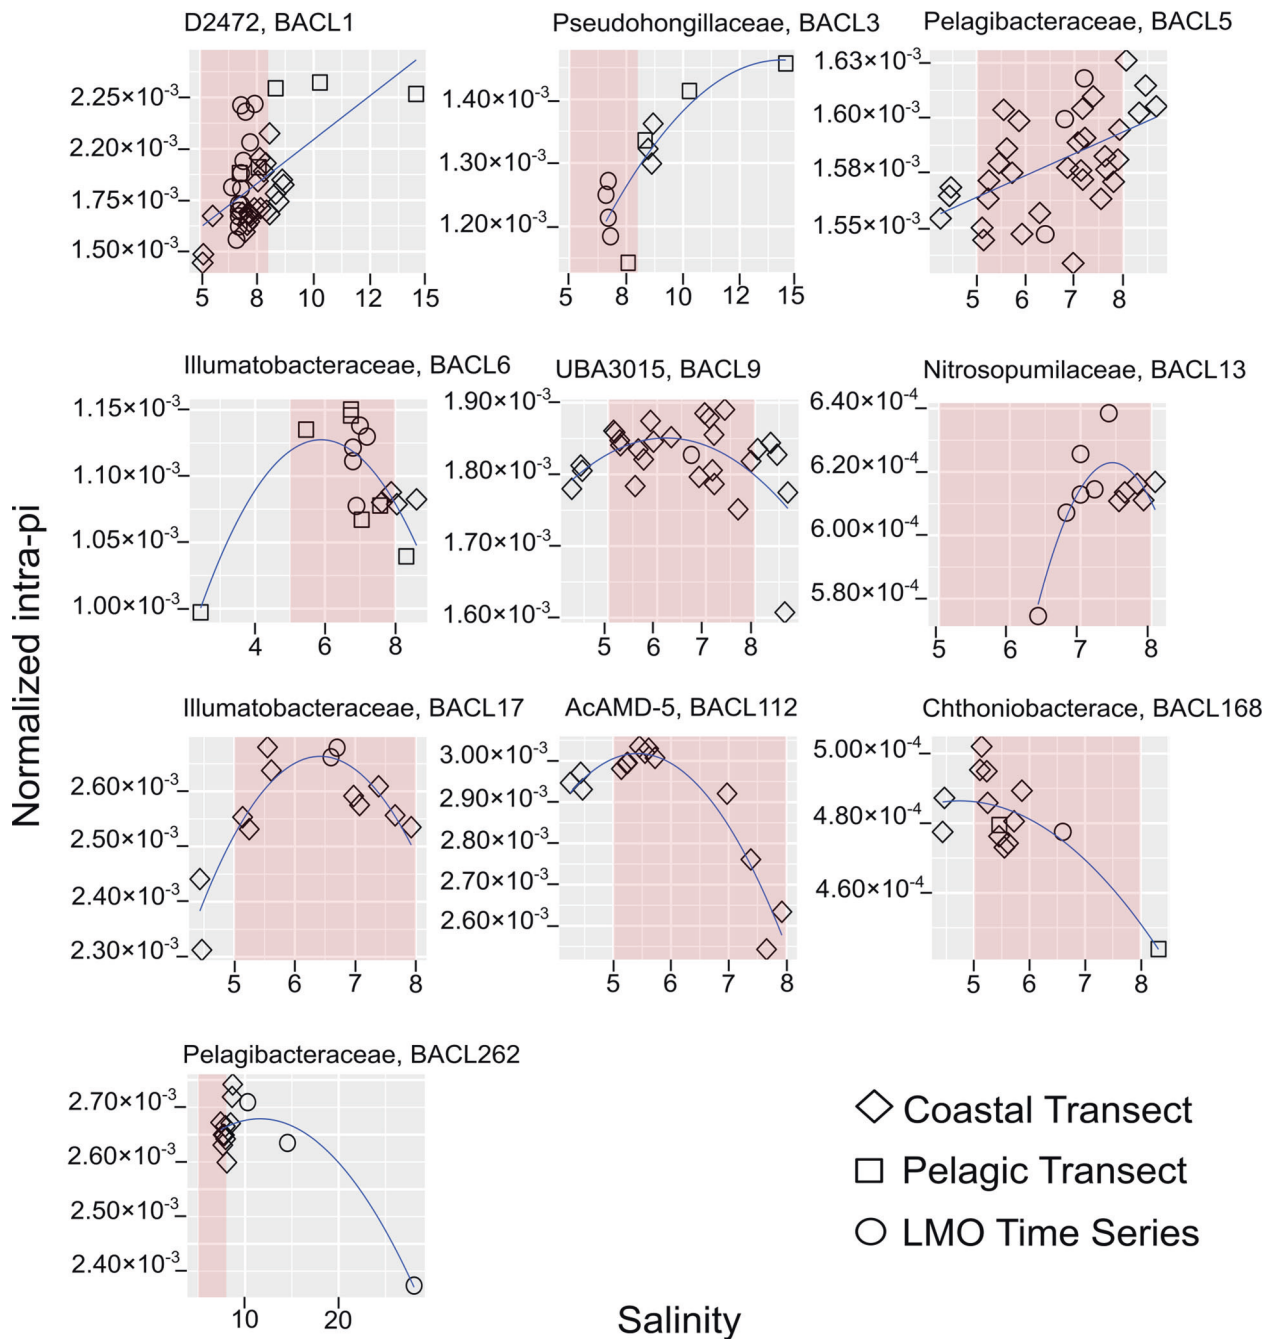 D2472, BACL1
Pseudohongillaceae, BACL3
Pelagibacteraceae, BACL5
2.25×10⁻³
2.20×10⁻³
1.75×10⁻³
1.50×10⁻³
5 8 10 12 15
1.40×10⁻³
1.30×10⁻³
1.20×10⁻³
5 8 10 12 15
1.63×10⁻³
1.60×10⁻³
1.58×10⁻³
1.55×10⁻³
5 6 7 8
Illumatobacteraceae, BACL6
UBA3015, BACL9
Nitrosopumilaceae, BACL13
1.15×10⁻³
1.10×10⁻³
1.05×10⁻³
1.00×10⁻³
4 6 8
1.90×10⁻³
1.80×10⁻³
1.70×10⁻³
1.60×10⁻³
5 6 7 8
6.40×10⁻⁴
6.20×10⁻⁴
6.00×10⁻⁴
5.80×10⁻⁴
5 6 7 8
Normalized intra-pi
Illumatobacteraceae, BACL17
AcAMD-5, BACL112
Chthoniobacterace, BACL168
2.60×10⁻³
2.50×10⁻³
2.40×10⁻³
2.30×10⁻³
5 6 7 8
3.00×10⁻³
2.90×10⁻³
2.80×10⁻³
2.70×10⁻³
2.60×10⁻³
5 6 7 8
5.00×10⁻⁴
4.80×10⁻⁴
4.60×10⁻⁴
5 6 7 8
Pelagibacteraceae, BACL262
2.70×10⁻³
2.60×10⁻³
2.50×10⁻³
2.40×10⁻³
10 20
Coastal Transect
Pelagic Transect
LMO Time Series
Salinity